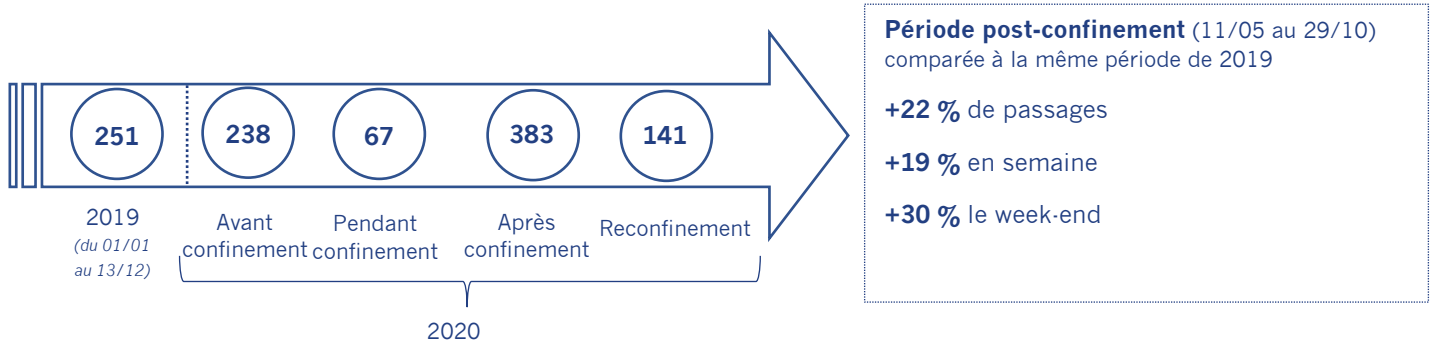 251
238
67
383
141
2019
(du 01/01
au 13/12)
Avant
confinement
Pendant
confinement
Après
confinement
Reconfinement
2020
Période post-confinement (11/05 au 29/10)
comparée à la même période de 2019
+22 % de passages
+19 % en semaine
+30 % le week-end